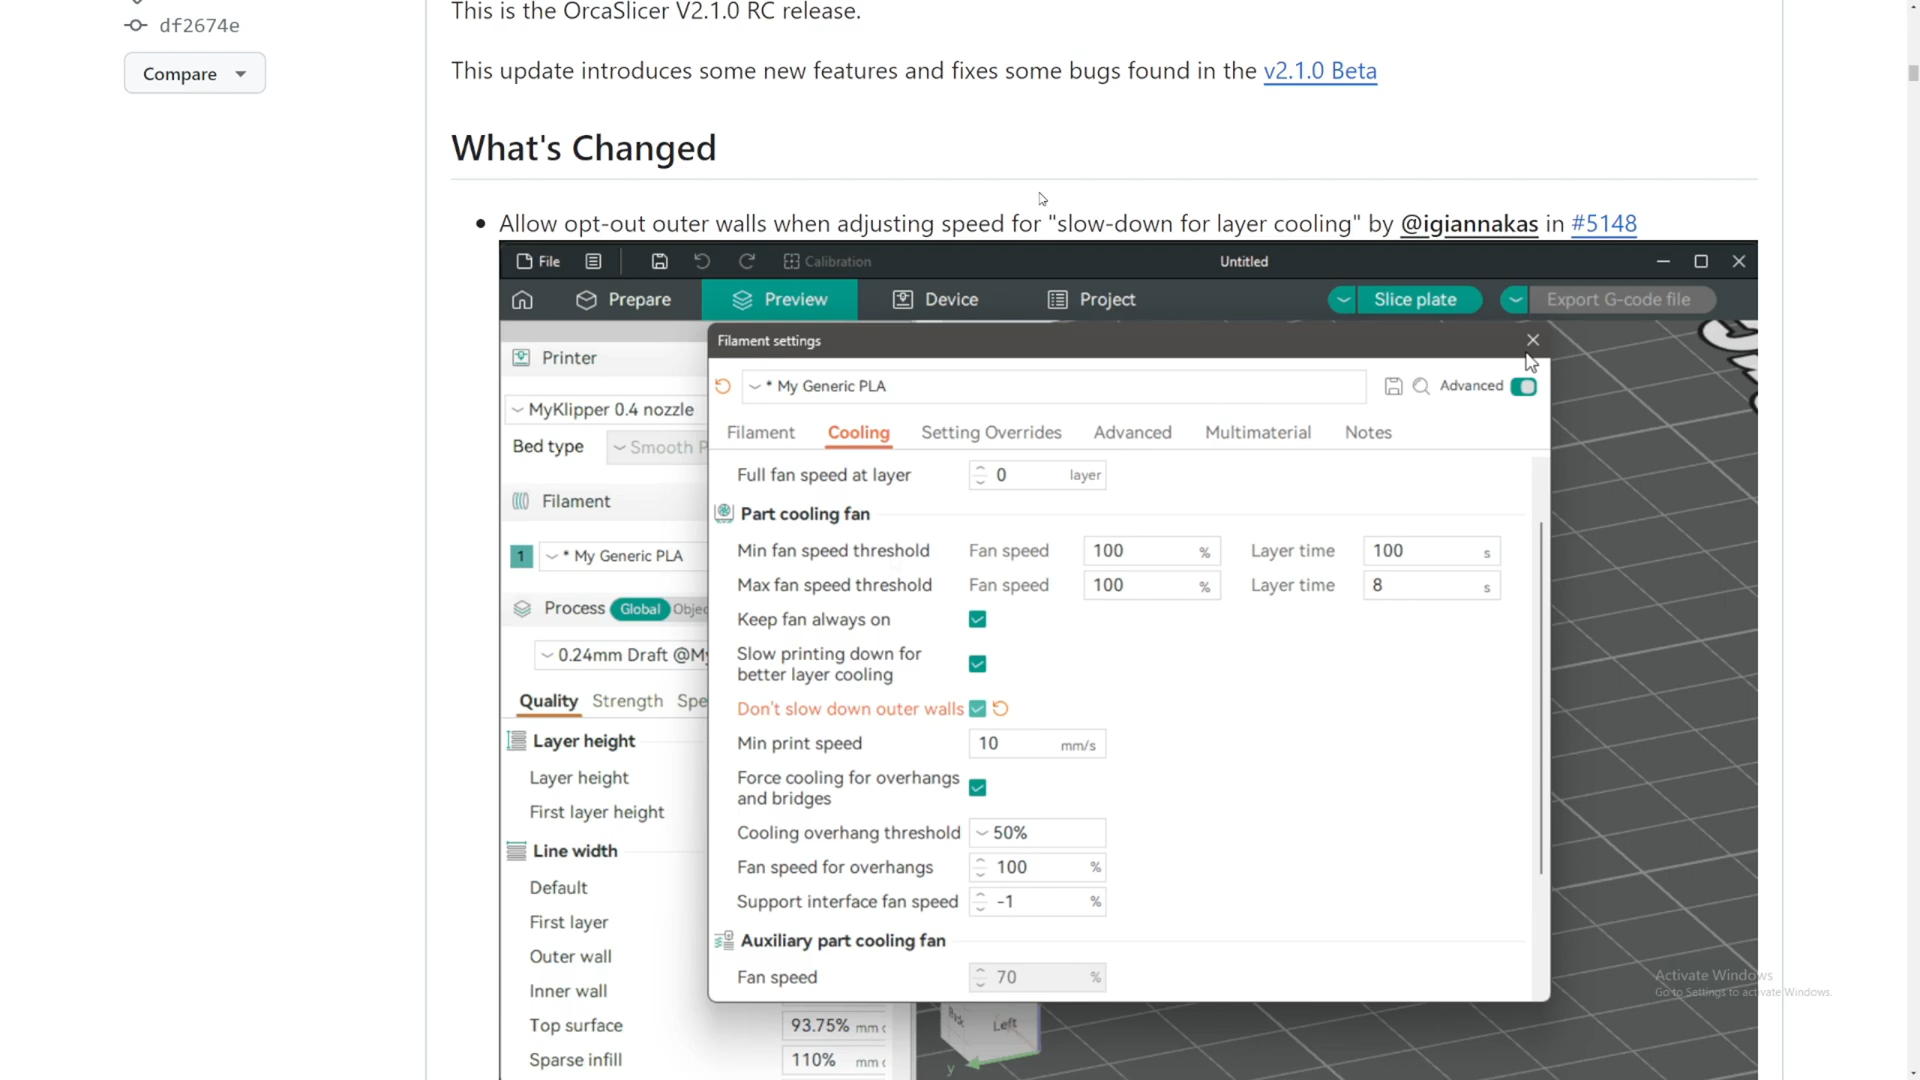 This is the OrcaSlicer V2.1.0 RC release.
df2674e
Compare
This update introduces some new features and fixes some bugs found in the v2.1.0 Beta
What's Changed
• Allow opt-out outer walls when adjusting speed for "slow-down for layer cooling" by @igiannakas in #5148
File Calibration Untitled
Prepare Preview Device Project Slice plate Export G-code file
Filament settings
Printer
* My Generic PLA Advanced
MyKlipper 0.4 nozzle
Filament Cooling Setting Overrides Advanced Multimaterial Notes
Bed type Smooth P
Full fan speed at layer 0 layer
Filament
Part cooling fan
Min fan speed threshold Fan speed 100 % Layer time 100 s
1 * My Generic PLA
Max fan speed threshold Fan speed 100 % Layer time 8 s
Process Global Objec
Keep fan always on
Slow printing down for
better layer cooling
0.24mm Draft @My
Quality Strength Spe
Don't slow down outer walls
Layer height
Min print speed 10 mm/s
Layer height
Force cooling for overhangs
and bridges
First layer height
Cooling overhang threshold 50%
Line width
Fan speed for overhangs 100 %
Default
Support interface fan speed -1 %
First layer
Auxiliary part cooling fan
Outer wall
Fan speed 70 %
Activate Windows
Go to Settings to activate Windows.
Inner wall
Top surface 93.75% mm
Left
Sparse infill 110% mm
y